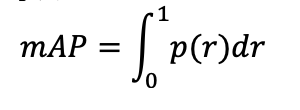 mAP = ∫₀¹ p(r)dr